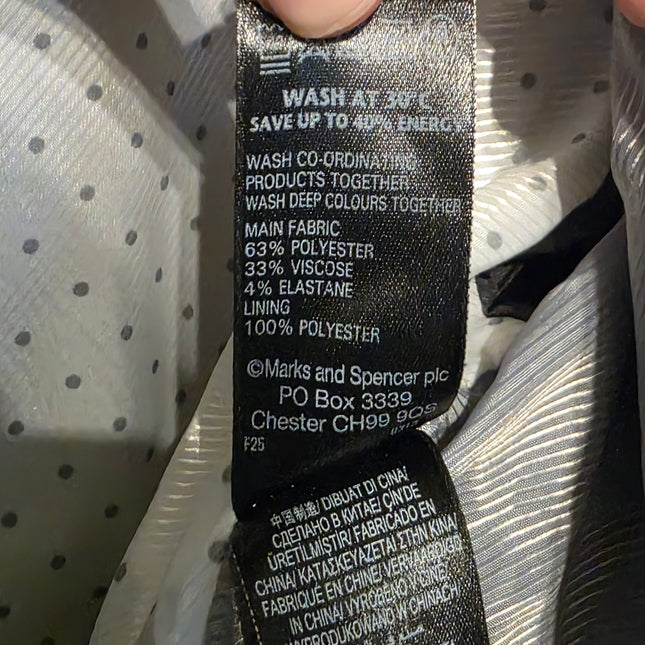 WASH AT 30°C
SAVE UP TO 40% ENERGY
WASH CO-ORDINATING
PRODUCTS TOGETHER
WASH DEEP COLOURS TOGETHER
MAIN FABRIC
63% POLYESTER
33% VISCOSE
4% ELASTANE
LINING
100% POLYESTER
©Marks and Spencer plc
PO Box 3339
Chester CH99 9QS
F25
中国制造/ DIBUAT DI CINA/
СДЕЛАНО В КИТАЕ/ ÇİN'DE
ÜRETİLMİŞTİR/ FABRICADO EN
CHINA/ ΚΑΤΑΣΚΕΥΑΖΕΤΑΙ ΣΤΗΝ ΚΙΝΑ/
FABRIQUÉ EN CHINE/ VERVAARDIGD
IN CHINA/ VYROBENO V ČÍNĚ/
WYPRODUKOWANO W CHINACH/